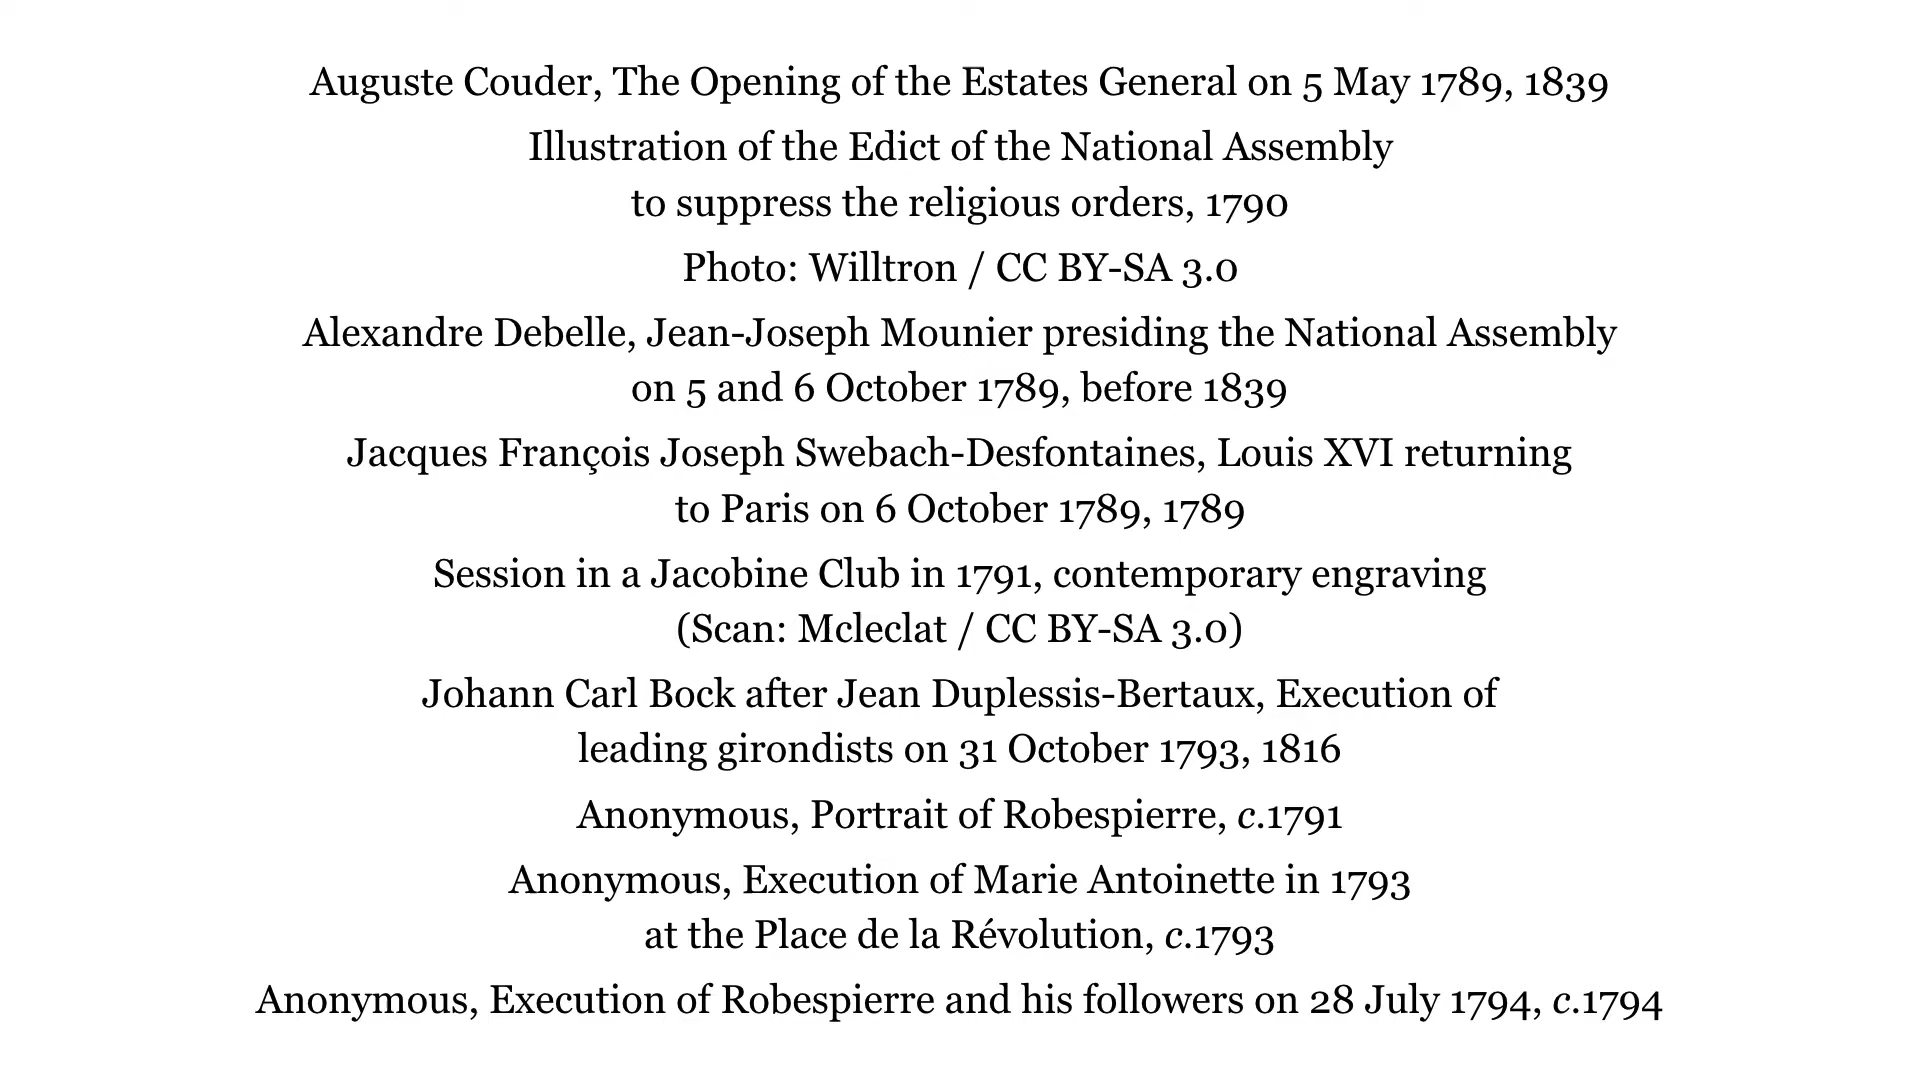 Auguste Couder, The Opening of the Estates General on 5 May 1789, 1839
Illustration of the Edict of the National Assembly
to suppress the religious orders, 1790
Photo: Willtron / CC BY-SA 3.0
Alexandre Debelle, Jean-Joseph Mounier presiding the National Assembly
on 5 and 6 October 1789, before 1839
Jacques François Joseph Swebach-Desfontaines, Louis XVI returning
to Paris on 6 October 1789, 1789
Session in a Jacobine Club in 1791, contemporary engraving
(Scan: Mcleclat / CC BY-SA 3.0)
Johann Carl Bock after Jean Duplessis-Bertaux, Execution of
leading girondists on 31 October 1793, 1816
Anonymous, Portrait of Robespierre, c.1791
Anonymous, Execution of Marie Antoinette in 1793
at the Place de la Révolution, c.1793
Anonymous, Execution of Robespierre and his followers on 28 July 1794, c.1794